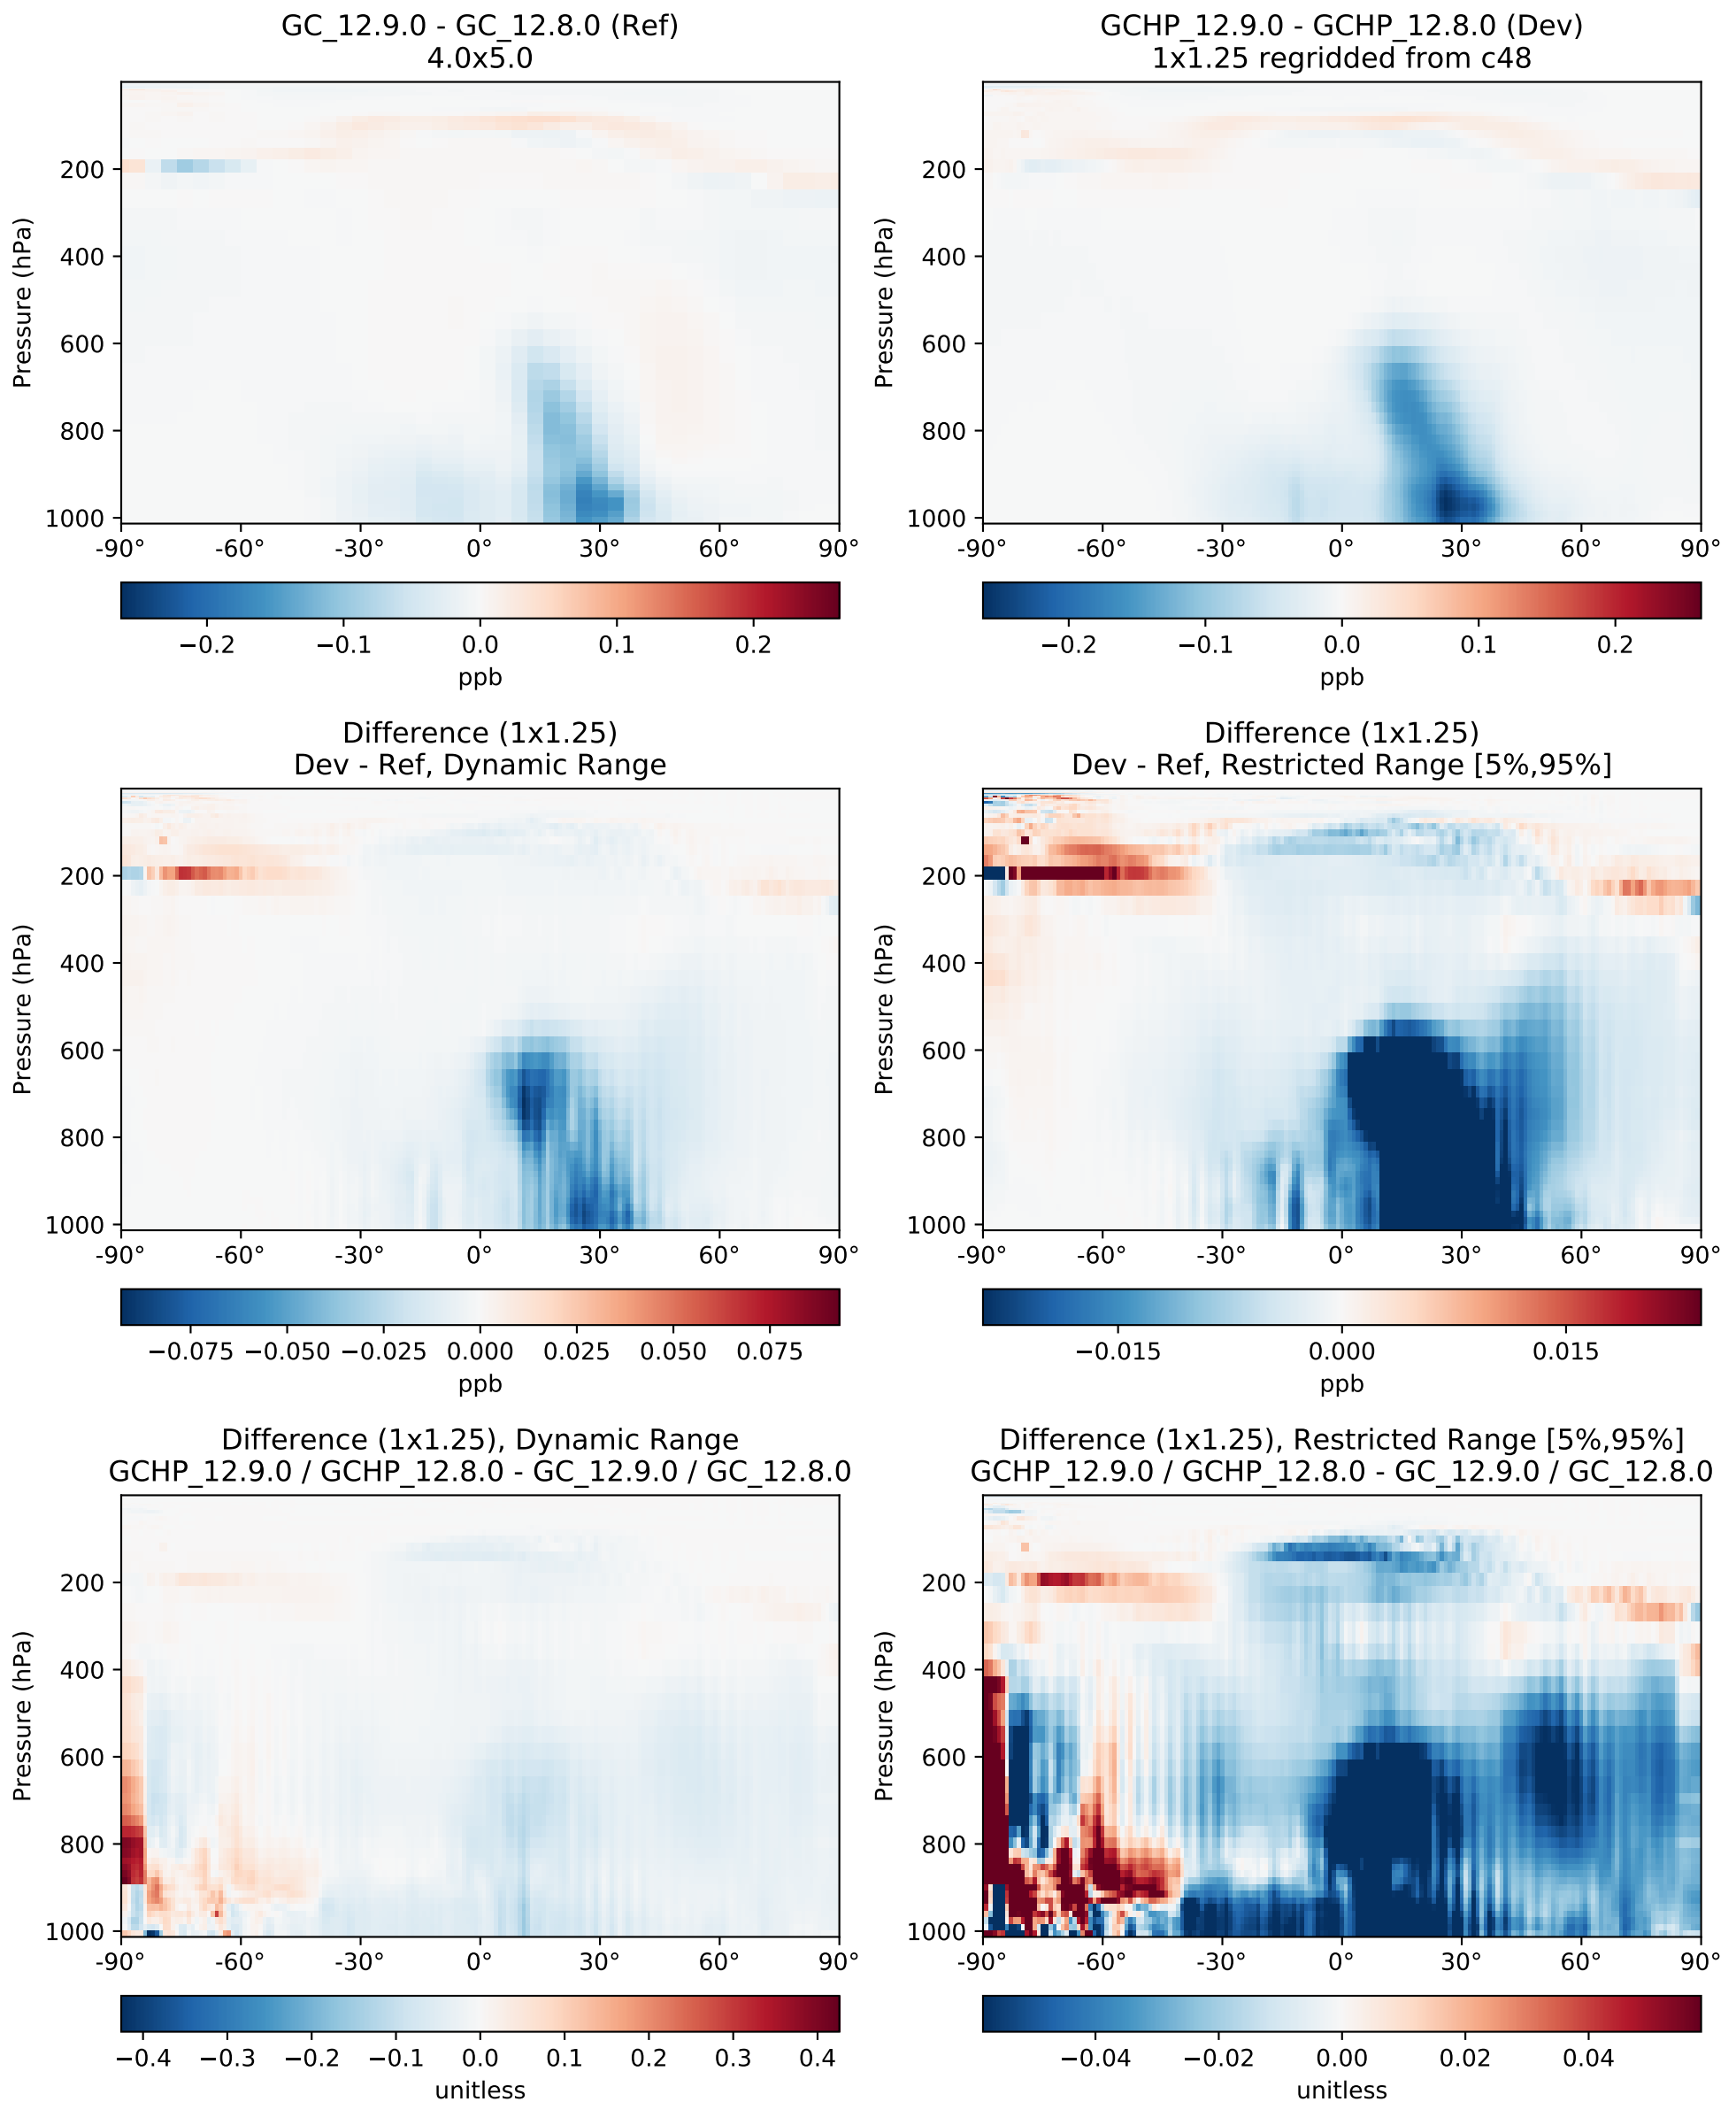 GC_12.9.0 - GC_12.8.0 (Ref)
4.0x5.0
GCHP_12.9.0 - GCHP_12.8.0 (Dev)
1x1.25 regridded from c48
Pressure (hPa)
200
400
600
800
1000
-90° -60° -30° 0° 30° 60° 90°
−0.2 −0.1 0.0 0.1 0.2
ppb
Pressure (hPa)
200
400
600
800
1000
-90° -60° -30° 0° 30° 60° 90°
−0.2 −0.1 0.0 0.1 0.2
ppb
Difference (1x1.25)
Dev - Ref, Dynamic Range
Difference (1x1.25)
Dev - Ref, Restricted Range [5%,95%]
Pressure (hPa)
200
400
600
800
1000
-90° -60° -30° 0° 30° 60° 90°
−0.075 −0.050 −0.025 0.000 0.025 0.050 0.075
ppb
Pressure (hPa)
200
400
600
800
1000
-90° -60° -30° 0° 30° 60° 90°
−0.015 0.000 0.015
ppb
Difference (1x1.25), Dynamic Range
GCHP_12.9.0 / GCHP_12.8.0 - GC_12.9.0 / GC_12.8.0
Difference (1x1.25), Restricted Range [5%,95%]
GCHP_12.9.0 / GCHP_12.8.0 - GC_12.9.0 / GC_12.8.0
Pressure (hPa)
200
400
600
800
1000
-90° -60° -30° 0° 30° 60° 90°
−0.4 −0.3 −0.2 −0.1 0.0 0.1 0.2 0.3 0.4
unitless
Pressure (hPa)
200
400
600
800
1000
-90° -60° -30° 0° 30° 60° 90°
−0.04 −0.02 0.00 0.02 0.04
unitless